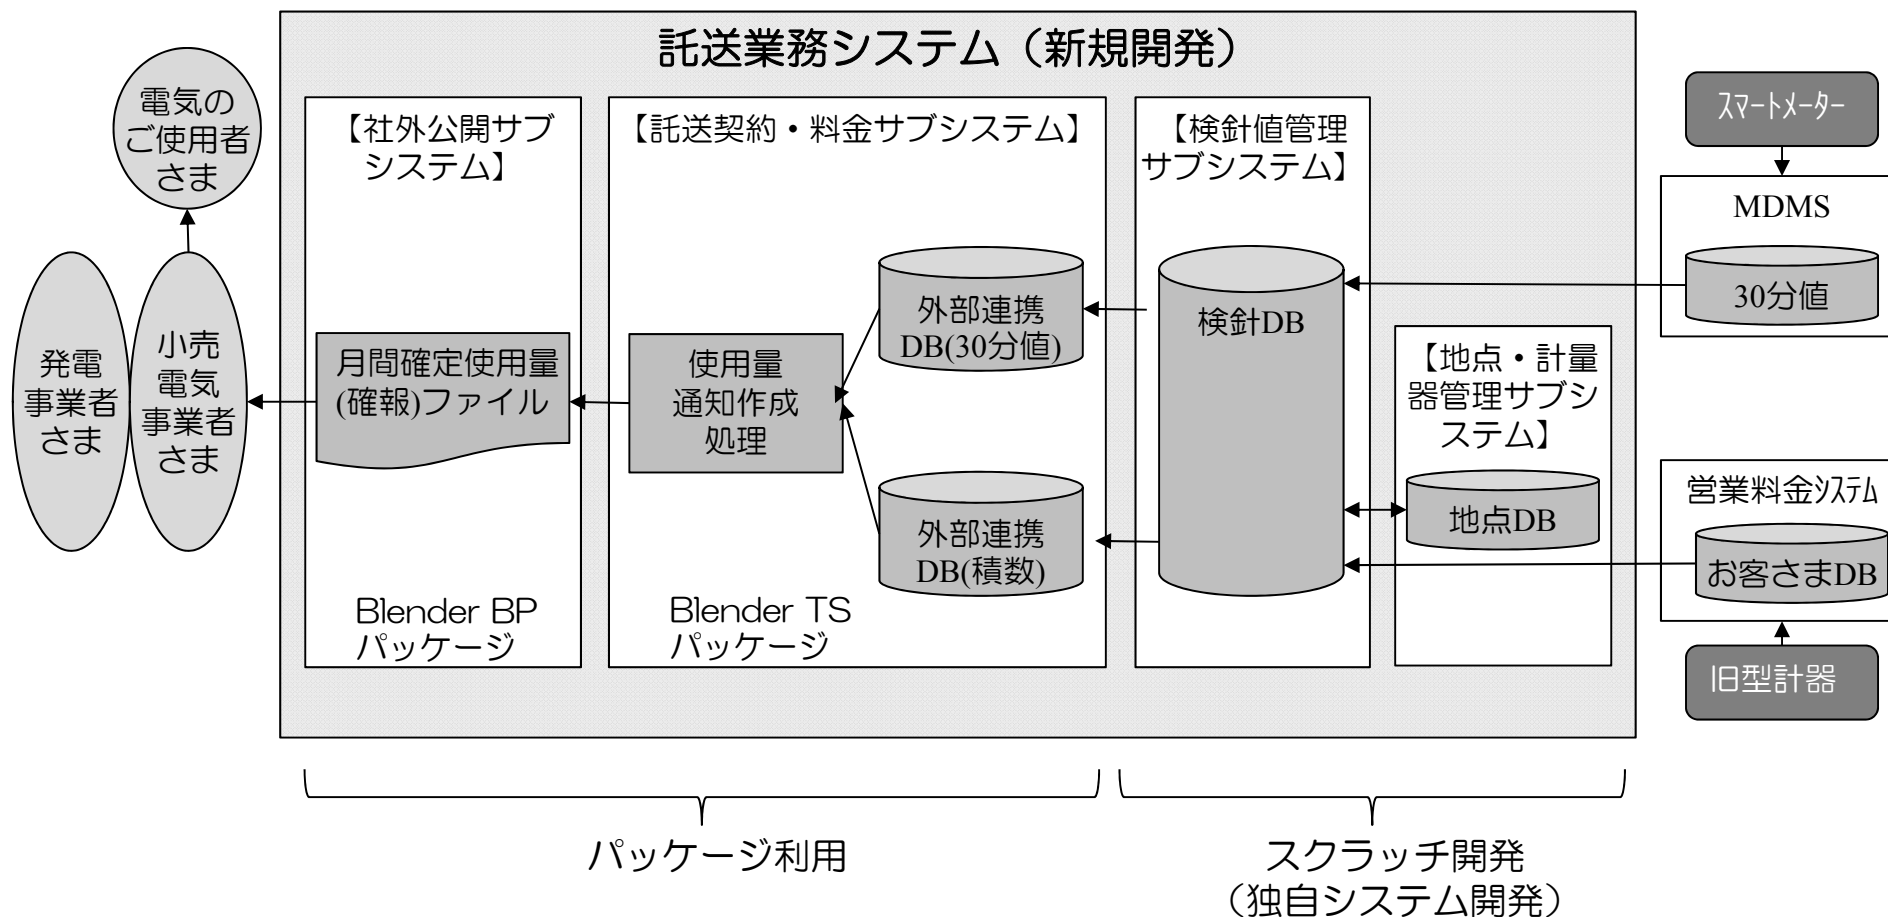 託送業務システム（新規開発）
電気の
ご使用者
さま
発電
事業者
さま
小売
電気
事業者
さま
【社外公開サブ
システム】
月間確定使用量
(確報)ファイル
Blender BP
パッケージ
【託送契約・料金サブシステム】
使用量
通知作成
処理
外部連携
DB(30分値)
外部連携
DB(積数)
Blender TS
パッケージ
【検針値管理
サブシステム】
検針DB
【地点・計量
器管理サブシ
ステム】
地点DB
ｽﾏｰﾄﾒｰﾀｰ
MDMS
30分値
営業料金ｼｽﾃﾑ
お客さまDB
旧型計器
パッケージ利用
スクラッチ開発
（独自システム開発）